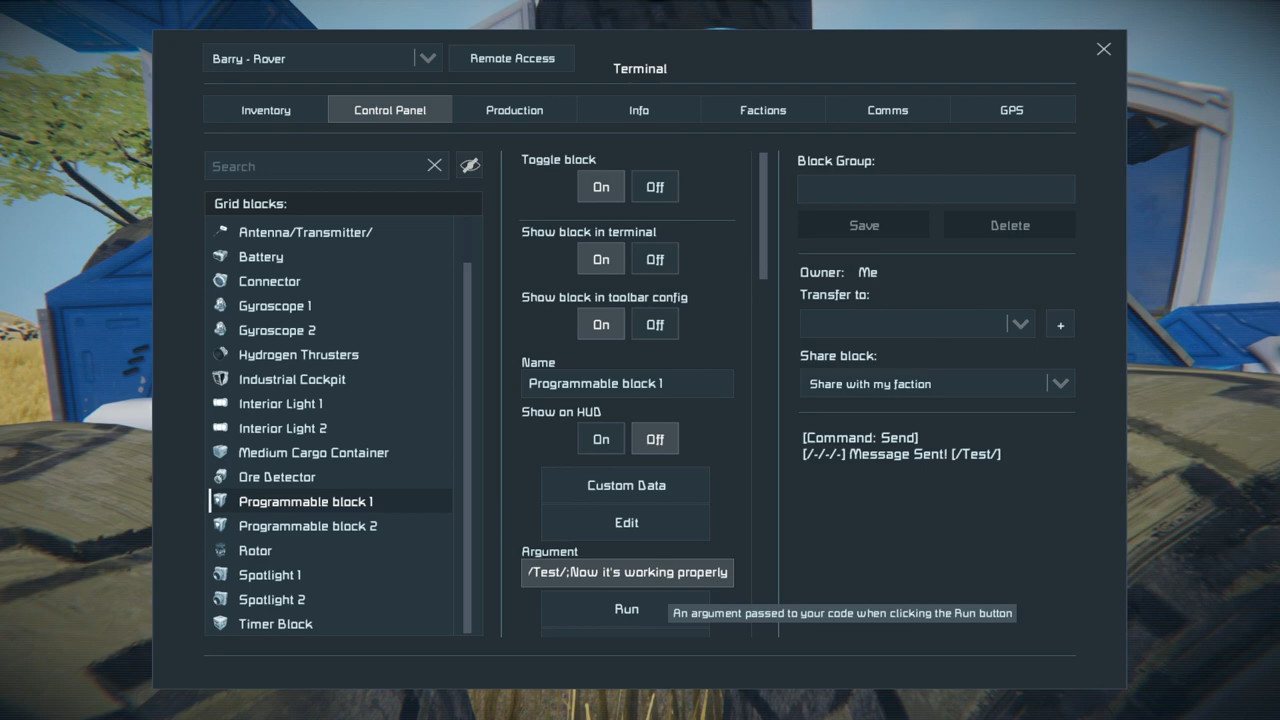 Barry - Rover
Remote Access
Terminal
Inventory
Control Panel
Production
Info
Factions
Comms
GPS
Search
Grid blocks:
Antenna/Transmitter/
Battery
Connector
Gyroscope 1
Gyroscope 2
Hydrogen Thrusters
Industrial Cockpit
Interior Light 1
Interior Light 2
Medium Cargo Container
Ore Detector
Programmable block 1
Programmable block 2
Rotor
Spotlight 1
Spotlight 2
Timer Block
Toggle block
On
Off
Show block in terminal
On
Off
Show block in toolbar config
On
Off
Name
Programmable block 1
Show on HUD
On
Off
Custom Data
Edit
Argument
/Test/;Now it's working properly
Run
An argument passed to your code when clicking the Run button
Block Group:
Save
Delete
Owner: Me
Transfer to:
+
Share block:
Share with my faction
[Command: Send]
[/-/-/-] Message Sent! [/Test/]